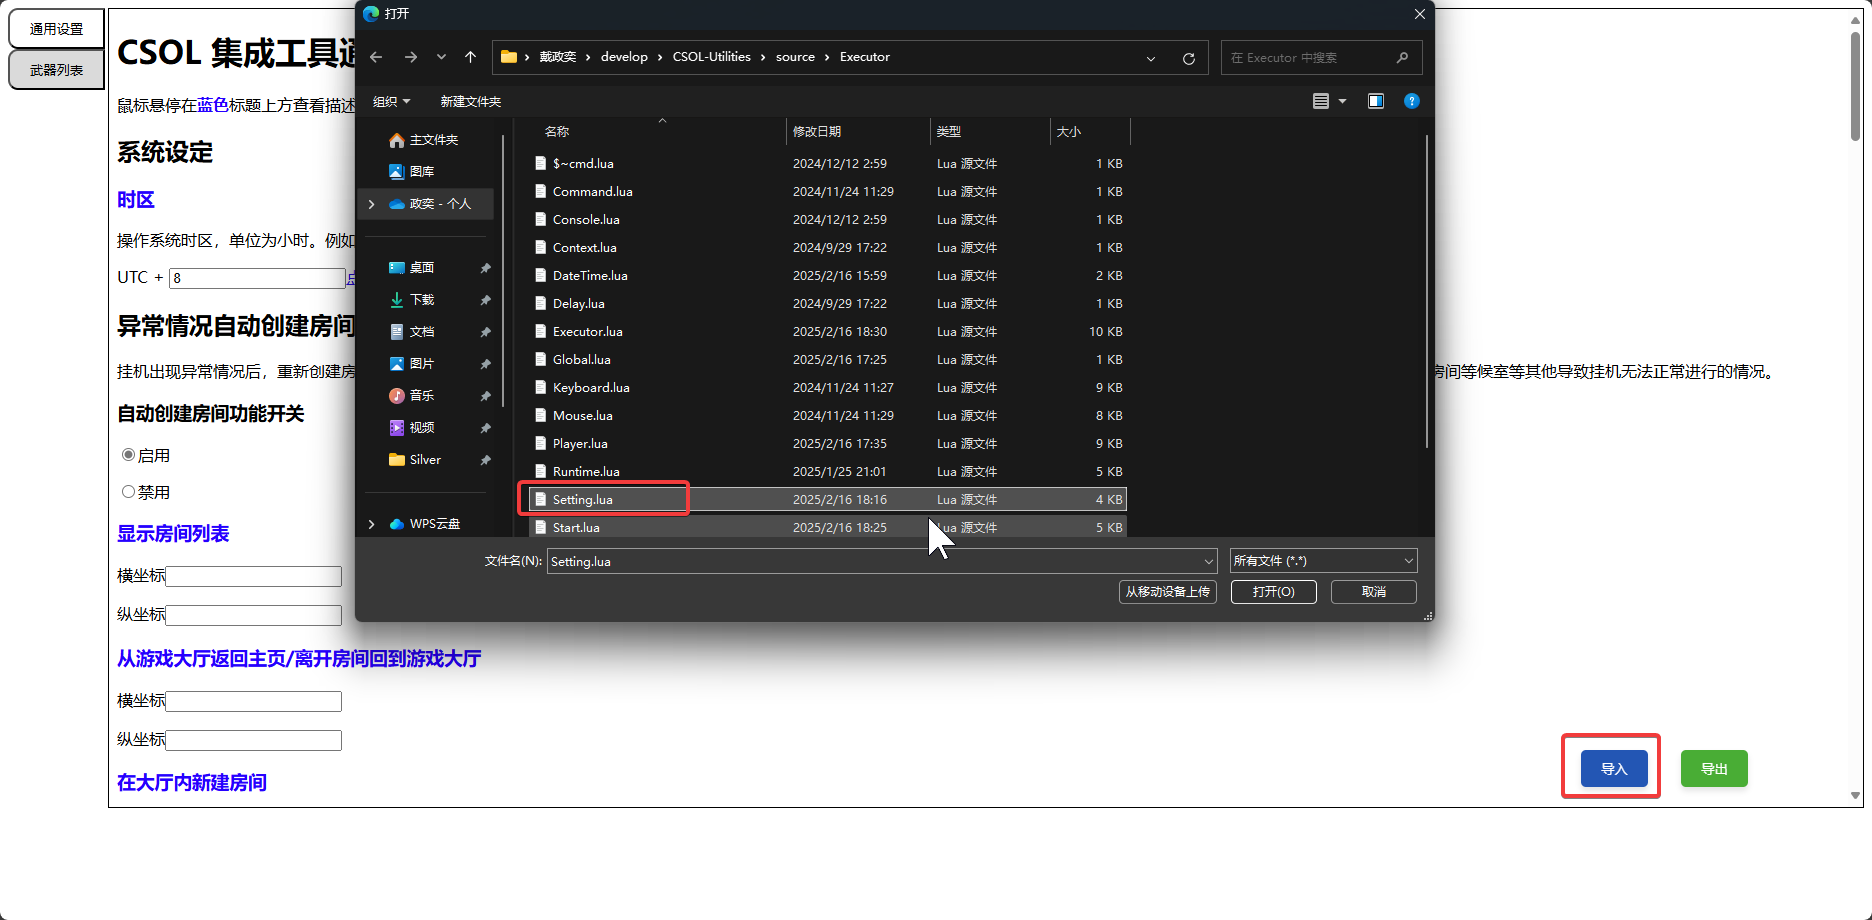 通用设置
武器列表
CSOL 集成工具通
鼠标悬停在蓝色标题上方查看描述
系统设定
时区
操作系统时区，单位为小时。例如
UTC + 8
异常情况自动创建房间
挂机出现异常情况后，重新创建房
房间等候室等其他导致挂机无法正常进行的情况。
自动创建房间功能开关
启用
禁用
显示房间列表
横坐标
纵坐标
从游戏大厅返回主页/离开房间回到游戏大厅
横坐标
纵坐标
在大厅内新建房间
导入
导出
打开
戴政奕 › develop › CSOL-Utilities › source › Executor
在 Executor 中搜索
组织 新建文件夹
主文件夹
图库
政奕 - 个人
桌面
下载
文档
图片
音乐
视频
Silver
WPS云盘
名称 修改日期 类型 大小
$~cmd.lua 2024/12/12 2:59 Lua 源文件 1 KB
Command.lua 2024/11/24 11:29 Lua 源文件 1 KB
Console.lua 2024/12/12 2:59 Lua 源文件 1 KB
Context.lua 2024/9/29 17:22 Lua 源文件 1 KB
DateTime.lua 2025/2/16 15:59 Lua 源文件 2 KB
Delay.lua 2024/9/29 17:22 Lua 源文件 1 KB
Executor.lua 2025/2/16 18:30 Lua 源文件 10 KB
Global.lua 2025/2/16 17:25 Lua 源文件 1 KB
Keyboard.lua 2024/11/24 11:27 Lua 源文件 9 KB
Mouse.lua 2024/11/24 11:29 Lua 源文件 8 KB
Player.lua 2025/2/16 17:35 Lua 源文件 9 KB
Runtime.lua 2025/1/25 21:01 Lua 源文件 5 KB
Setting.lua 2025/2/16 18:16 Lua 源文件 4 KB
Start.lua 2025/2/16 18:25 Lua 源文件 5 KB
文件名(N): Setting.lua 所有文件 (*.*)
从移动设备上传 打开(O) 取消